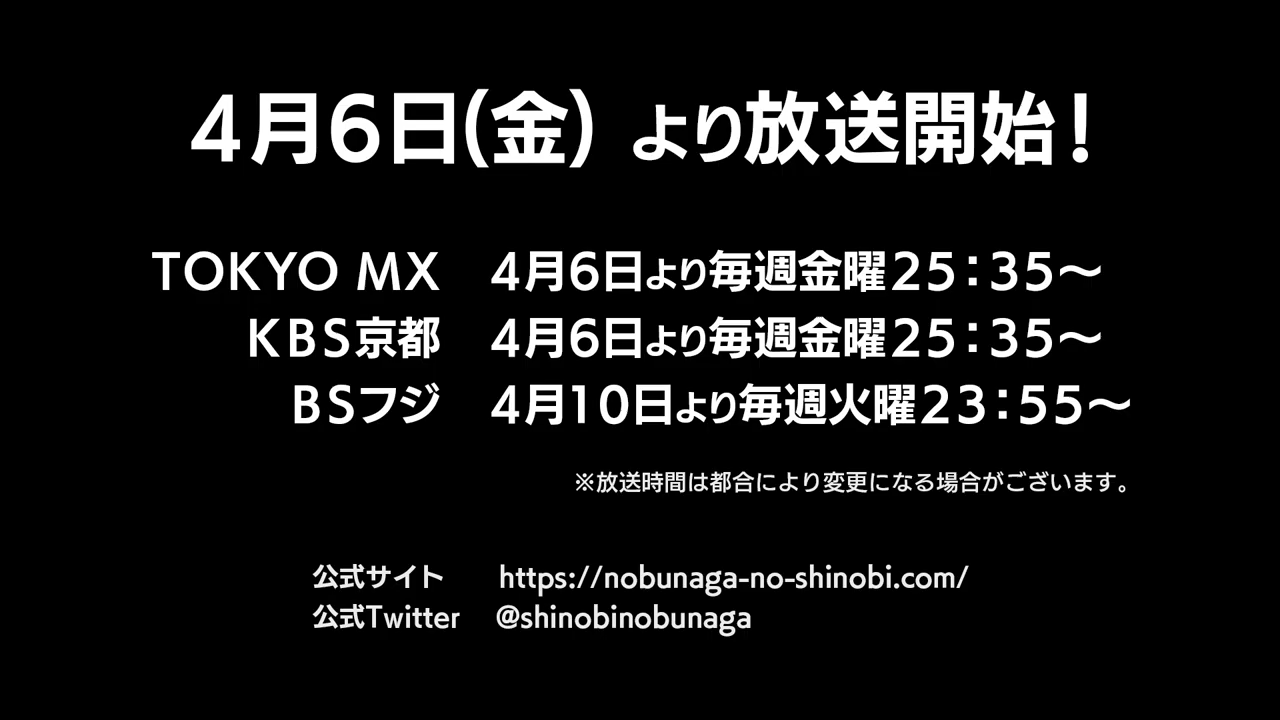 4月6日(金) より放送開始!
TOKYO MX 4月6日より毎週金曜25:35〜
KBS京都 4月6日より毎週金曜25:35〜
BSフジ 4月10日より毎週火曜23:55〜
※放送時間は都合により変更になる場合がございます。
公式サイト https://nobunaga-no-shinobi.com/
公式Twitter @shinobinobunaga